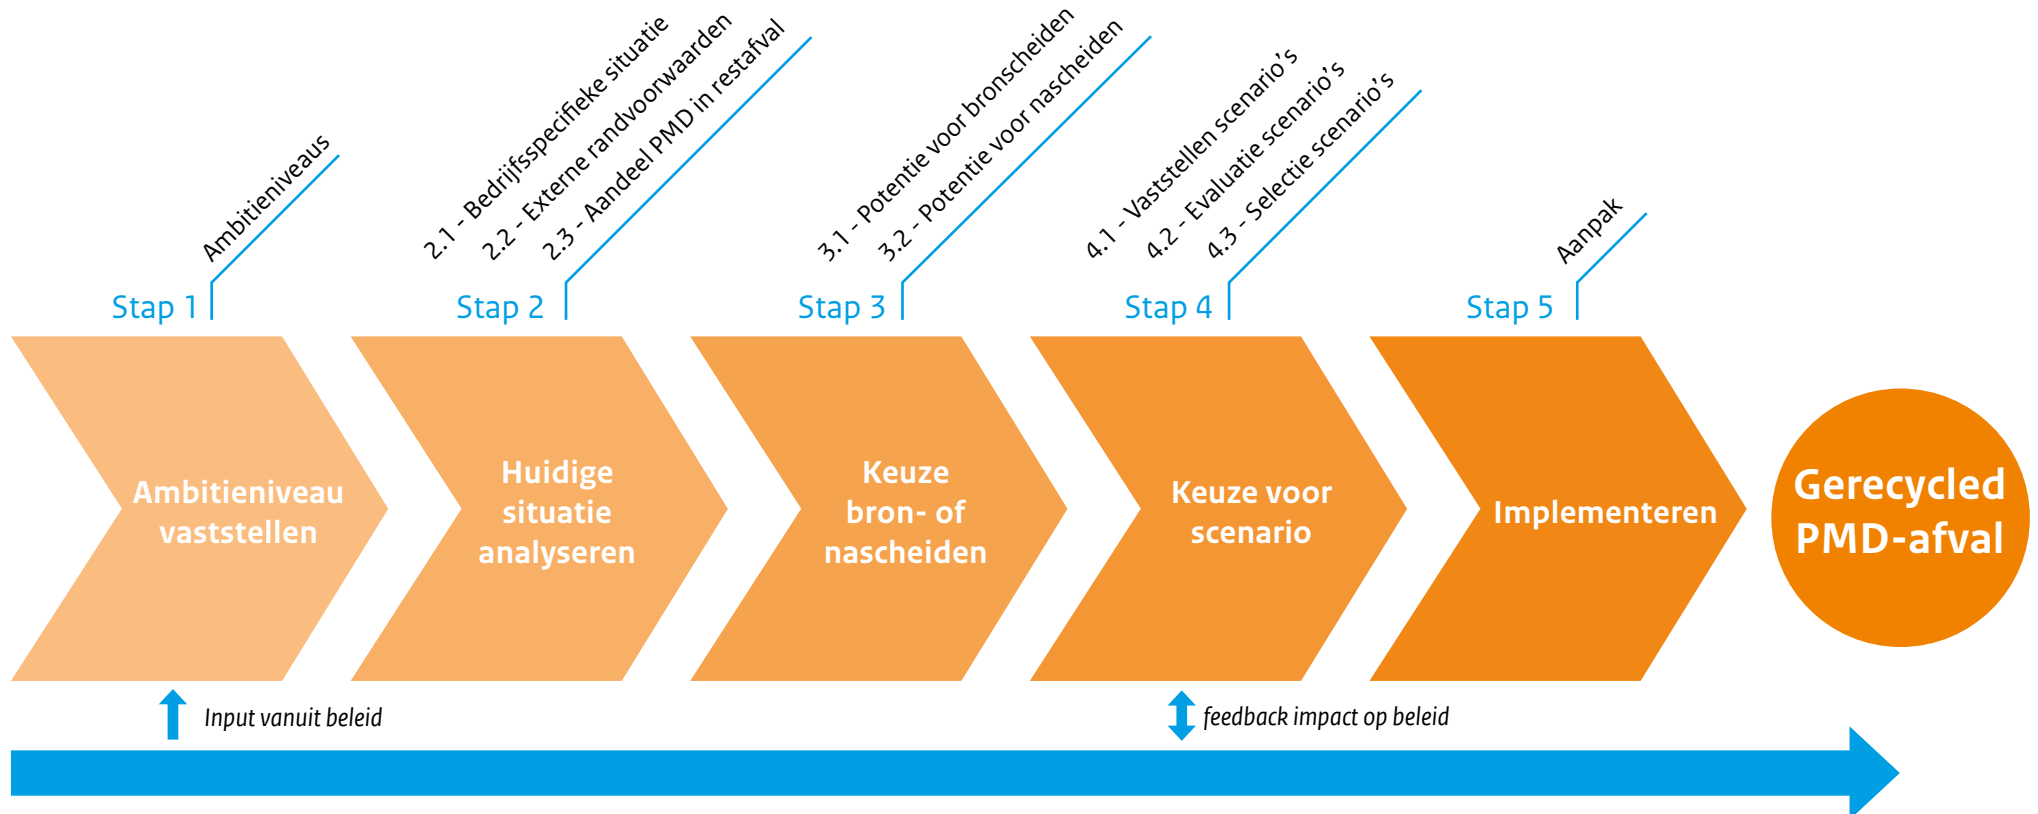 Ambitieniveaus
2.1 - Bedrijfsspecifieke situatie
2.2 - Externe randvoorwaarden
2.3 - Aandeel PMD in restafval
3.1 - Potentie voor bronscheiden
3.2 - Potentie voor nascheiden
4.1 - Vaststellen scenario’s
4.2 - Evaluatie scenario’s
4.3 - Selectie scenario’s
Aanpak
Stap 1
Stap 2
Stap 3
Stap 4
Stap 5
Ambitieniveau
vaststellen
Huidige
situatie
analyseren
Keuze
bron- of
nascheiden
Keuze voor
scenario
Implementeren
Gerecycled
PMD-afval
Input vanuit beleid
feedback impact op beleid